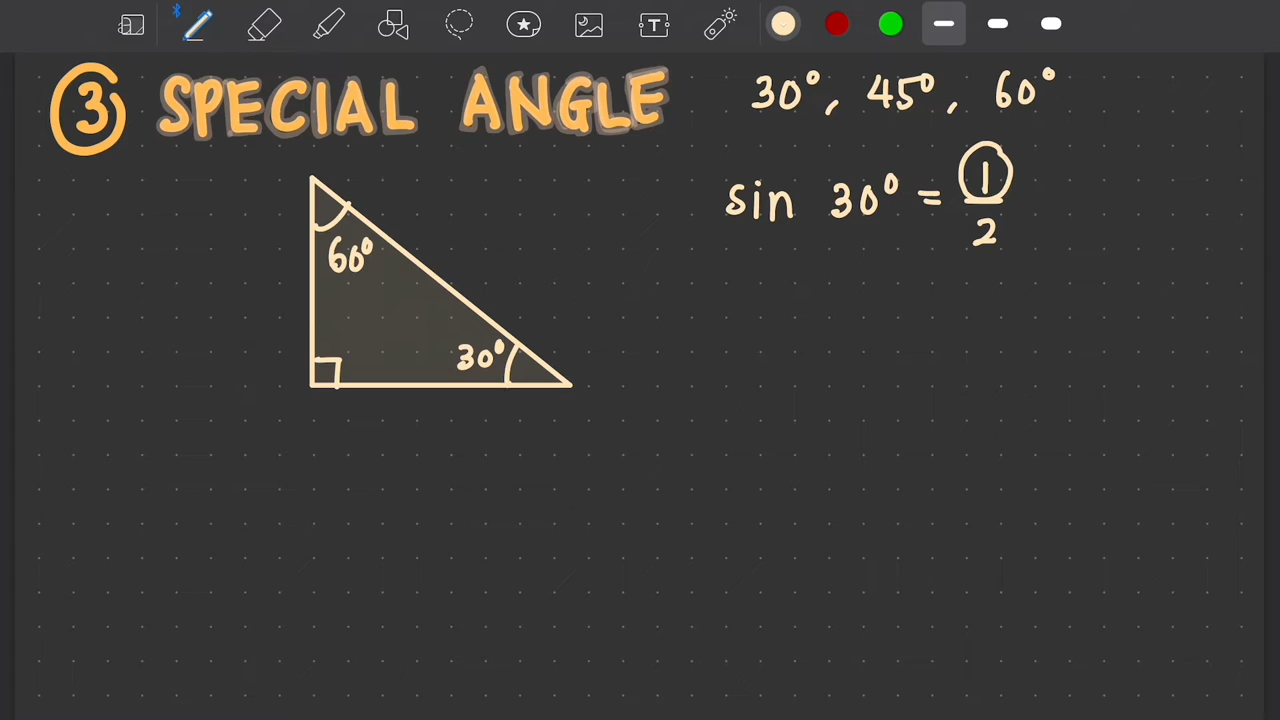 ③ SPECIAL ANGLE
30°, 45°, 60°
sin 30° = 1/2
60°
30°